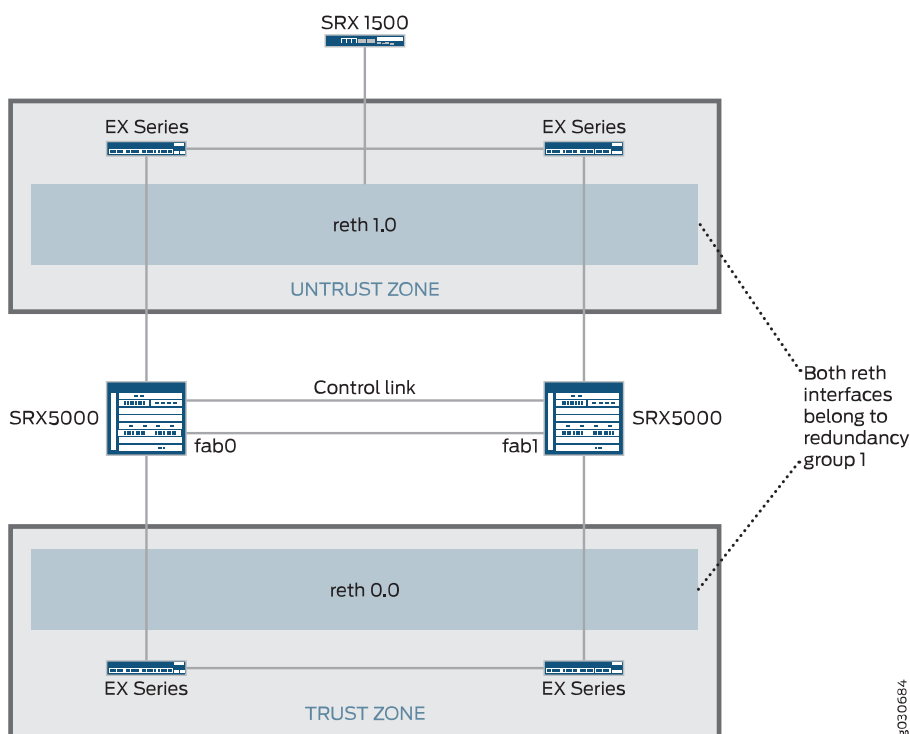 SRX 1500
EX Series
EX Series
reth 1.0
UNTRUST ZONE
Control link
SRX5000
SRX5000
fab0
fab1
Both reth
interfaces
belong to
redundancy
group 1
reth 0.0
EX Series
EX Series
TRUST ZONE
g030684